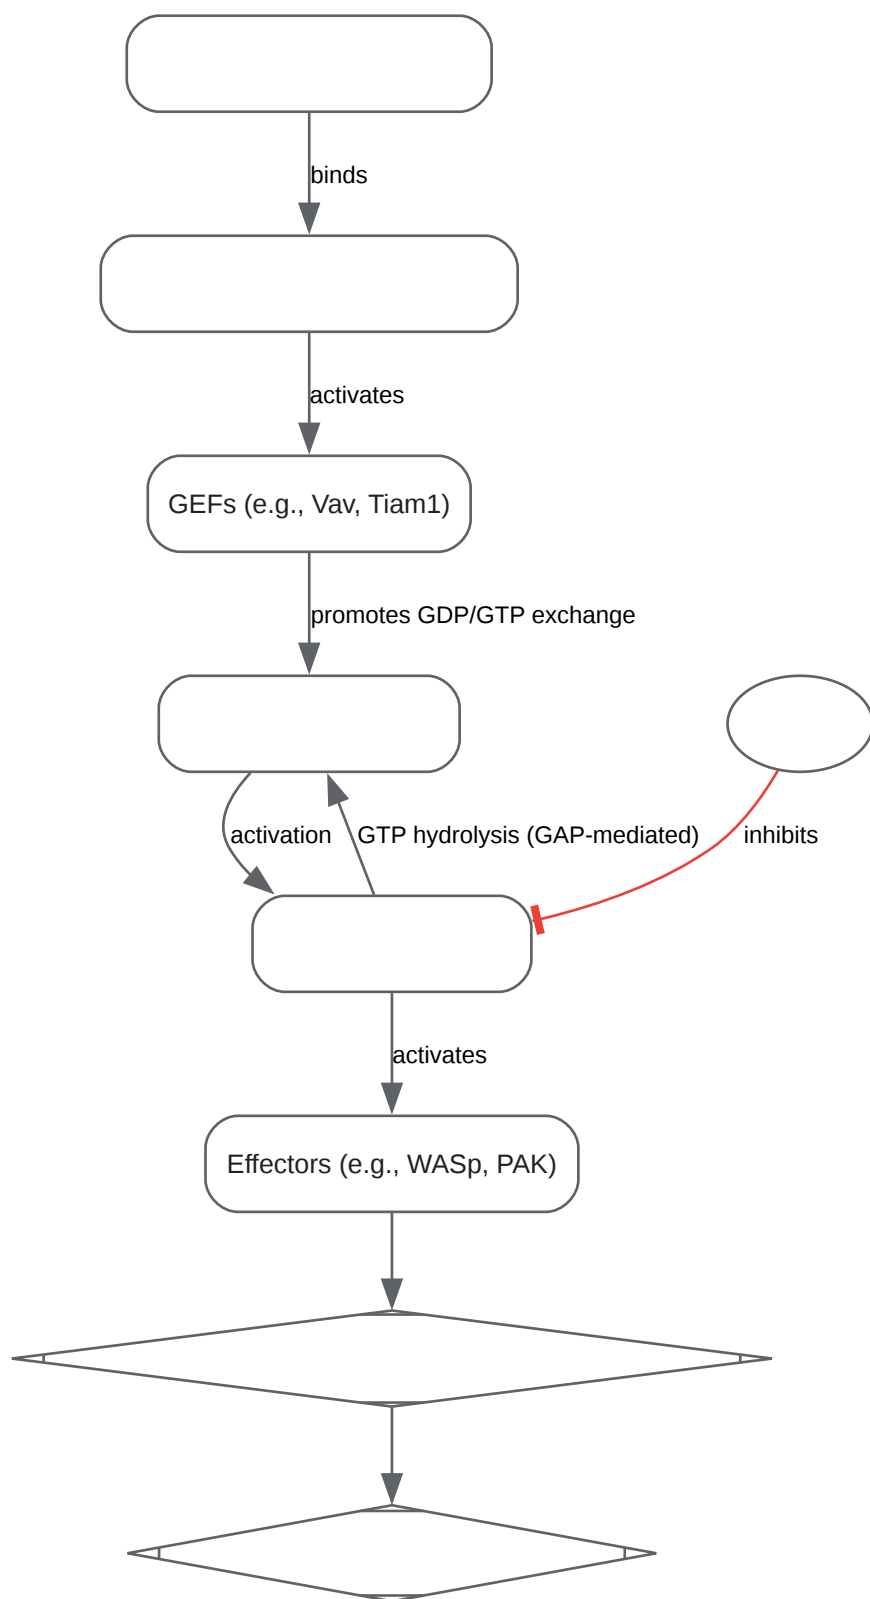 binds
activates
GEFs (e.g., Vav, Tiam1)
promotes GDP/GTP exchange
activation
GTP hydrolysis (GAP-mediated)
inhibits
activates
Effectors (e.g., WASp, PAK)